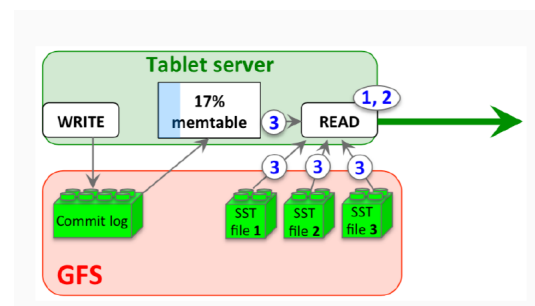 Tablet server
17%
memtable
WRITE
3
READ
1, 2
3
3
3
Commit log
SST
file 1
SST
file 2
SST
file 3
GFS